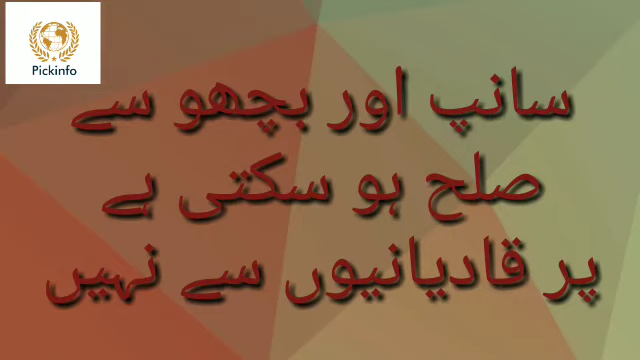 Pickinfo
سانپ اور بچھو سے
صلح ہو سکتی ہے
پر قادیانیوں سے نہیں